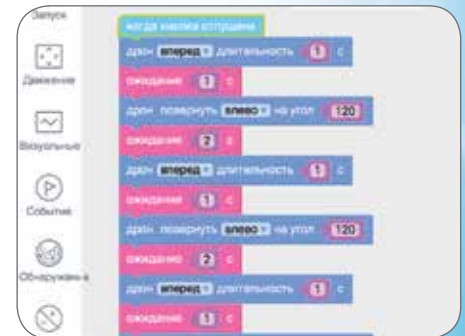 Запуск
Движение
Визуальные
События
Обнаружение
когда кнопка отпущена
дрон вперед длительность 1 с
ожидание 1 с
дрон повернуть влево на угол 120
ожидание 2 с
дрон вперед длительность 1 с
ожидание 1 с
дрон повернуть влево на угол 120
ожидание 2 с
дрон вперед длительность 1 с
ожидание 1 с